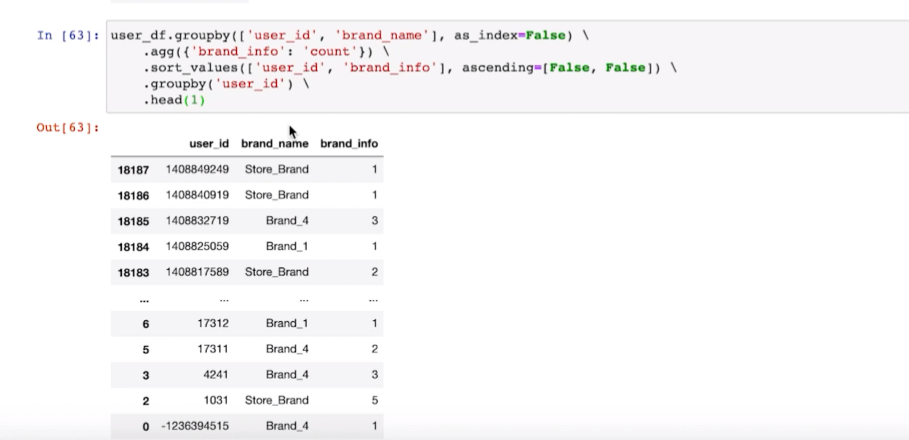 In [63]: user_df.groupby(['user_id', 'brand_name'], as_index=False) \
.agg({'brand_info': 'count'}) \
.sort_values(['user_id', 'brand_info'], ascending=[False, False]) \
.groupby('user_id') \
.head(1)
Out[63]:
user_id brand_name brand_info
18187 1408849249 Store_Brand 1
18186 1408840919 Store_Brand 1
18185 1408832719 Brand_4 3
18184 1408825059 Brand_1 1
18183 1408817589 Store_Brand 2
... ... ... ...
6 17312 Brand_1 1
5 17311 Brand_4 2
3 4241 Brand_4 3
2 1031 Store_Brand 5
0 -1236394515 Brand_4 1